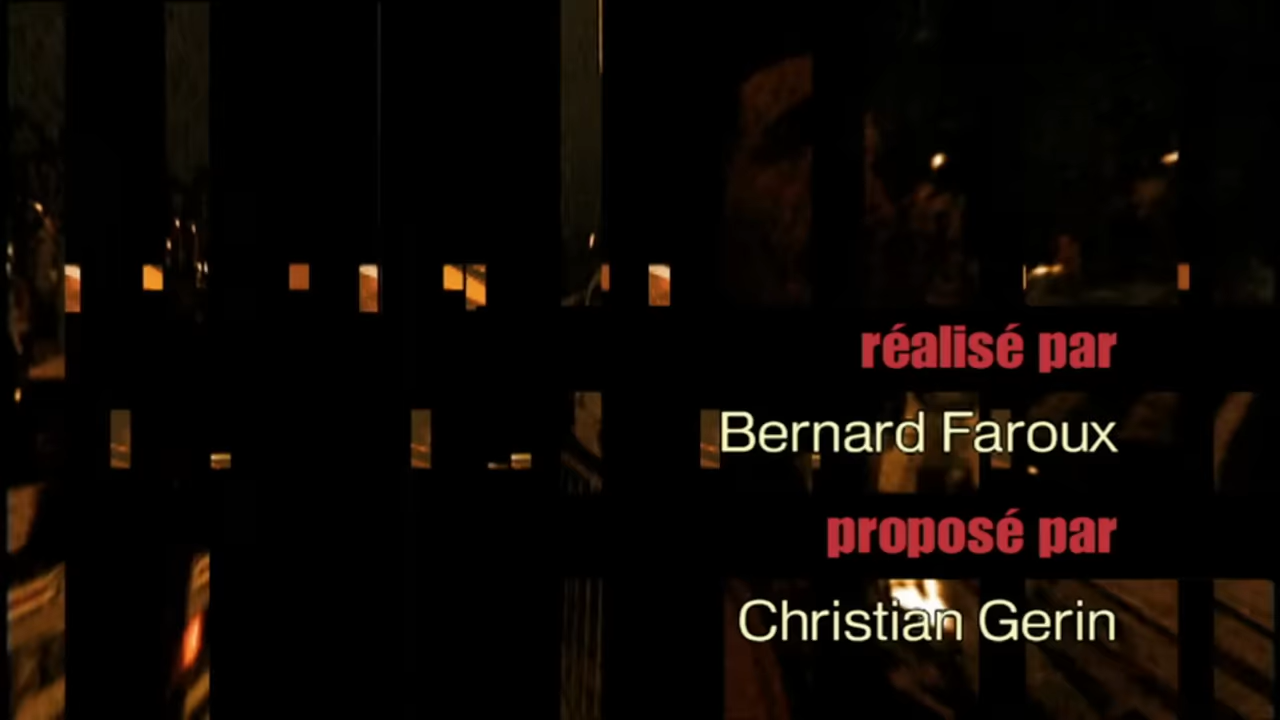 réalisé par
Bernard Faroux
proposé par
Christian Gerin